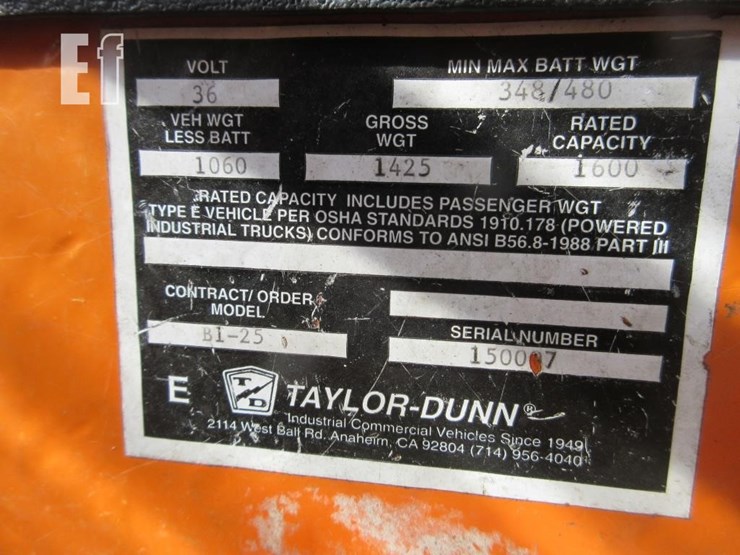 Ef
VOLT
36
MIN MAX BATT WGT
348/480
VEH WGT
LESS BATT
1060
GROSS
WGT
1425
RATED
CAPACITY
1600
RATED CAPACITY INCLUDES PASSENGER WGT
TYPE E VEHICLE PER OSHA STANDARDS 1910.178 (POWERED
INDUSTRIAL TRUCKS) CONFORMS TO ANSI B56.8-1988 PART III
CONTRACT/ORDER
MODEL
B1-25
SERIAL NUMBER
E
T D
TAYLOR-DUNN®
Industrial Commercial Vehicles Since 1949
2114 West Ball Rd. Anaheim, CA 92804 (714) 956-4040